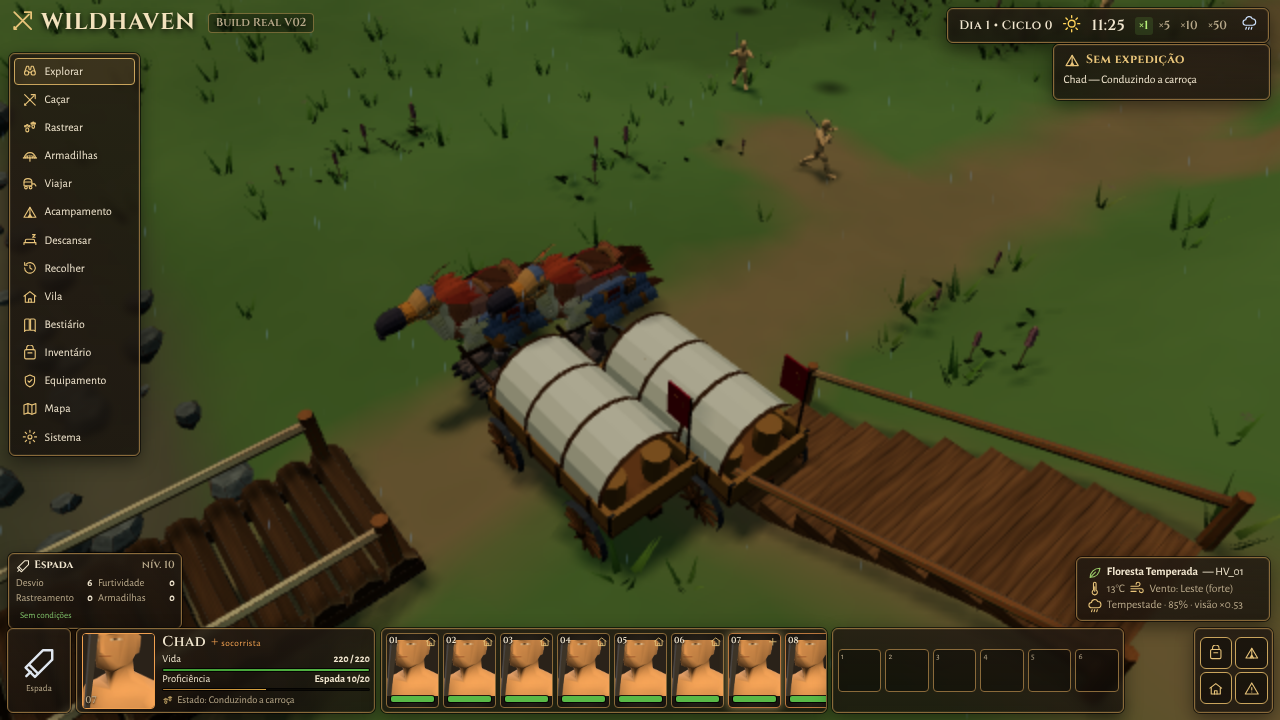 WILDHAVEN
BUILD REAL V02
DIA 1 • CICLO 0 11:25 ×1 ×5 ×10 ×50
SEM EXPEDIÇÃO
Chad — Conduzindo a carroça
Explorar
Caçar
Rastrear
Armadilhas
Viajar
Acampamento
Descansar
Recolher
Vila
Bestiário
Inventário
Equipamento
Mapa
Sistema
ESPADA NÍV. 10
Desvio 6 Furtividade 0
Rastreamento 0 Armadilhas 0
Sem condições
Floresta Temperada — HV_01
13°C Vento: Leste (forte)
Tempestade · 85% · visão ×0.53
Espada
07
CHAD + socorrista
Vida 220 / 220
Proficiência Espada 10/20
Estado: Conduzindo a carroça
01 02 03 04 05 06 07 08
1 2 3 4 5 6